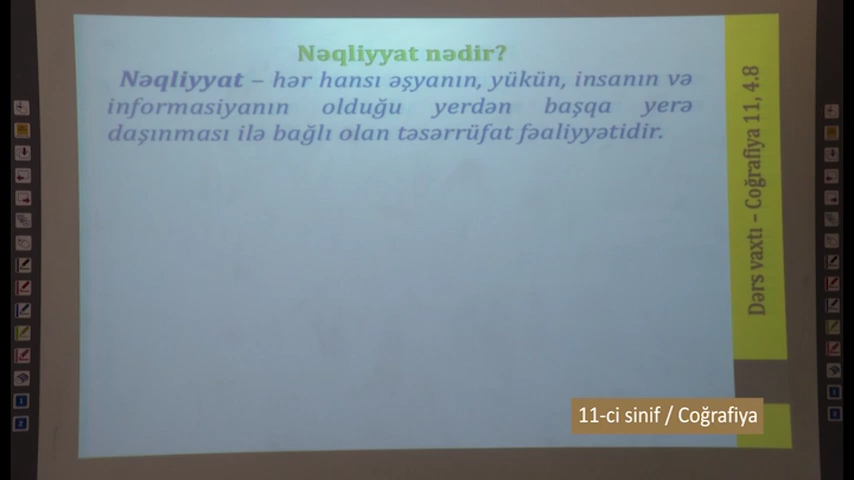 Nəqliyyat nədir?
Nəqliyyat – hər hansı əşyanın, yükün, insanın və
informasiyanın olduğu yerdən başqa yerə
daşınması ilə bağlı olan təsərrüfat fəaliyyətidir.
Dərs vaxtı – Coğrafiya 11, 4.8
11-ci sinif / Coğrafiya